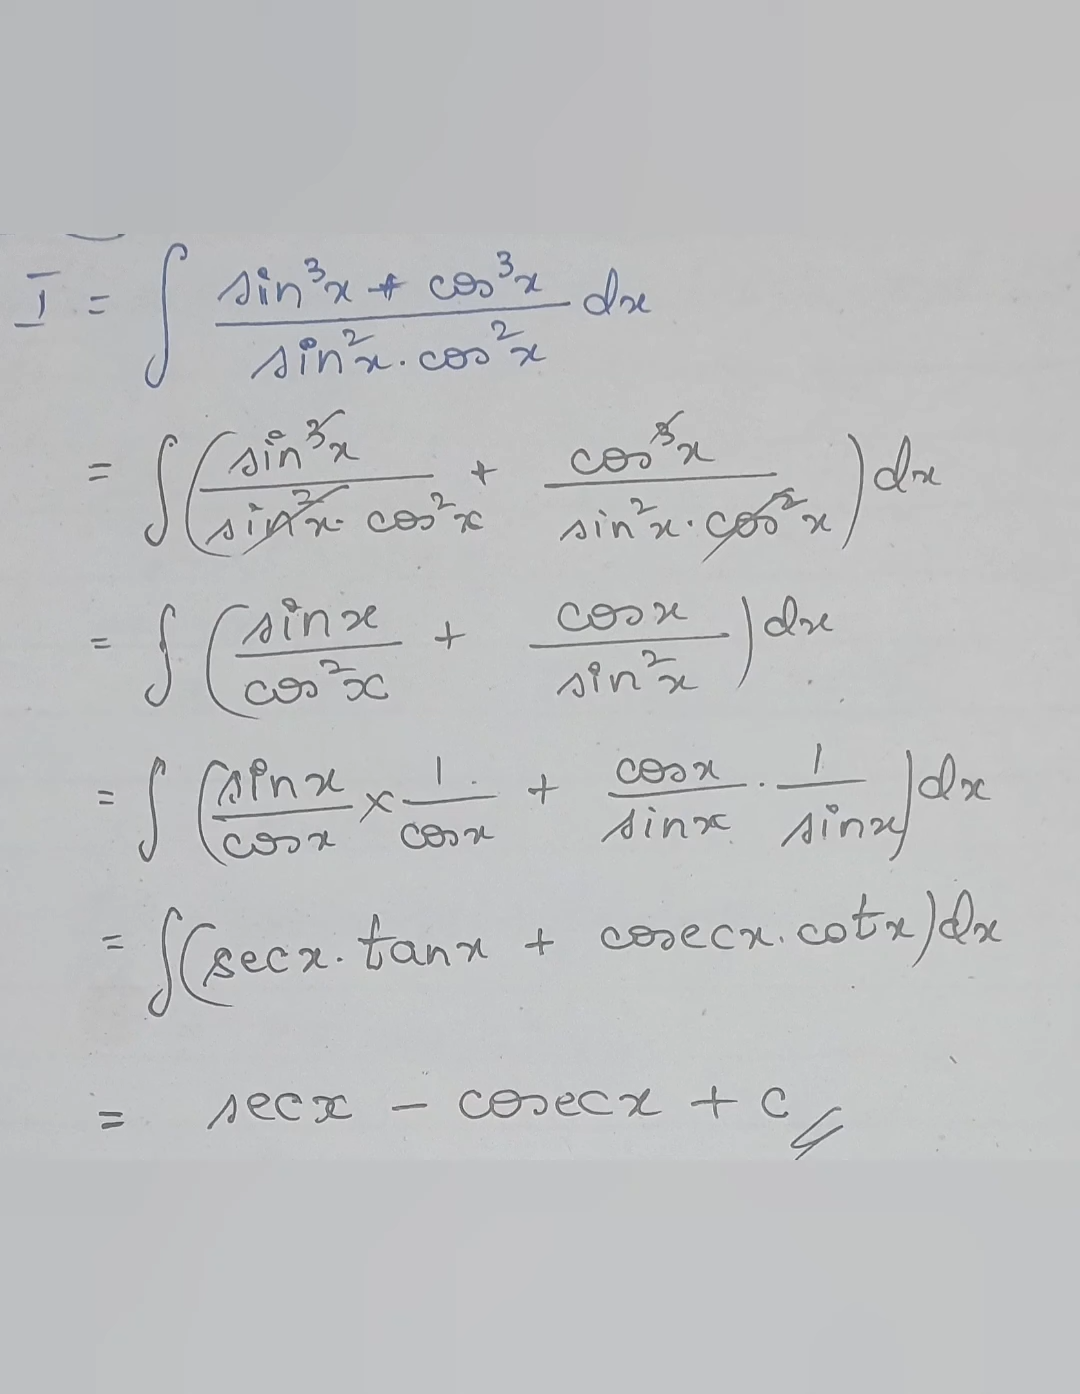 I = ∫ (sin³x + cos³x)/(sin²x · cos²x) dx
= ∫ (sin³x/(sin²x · cos²x) + cos³x/(sin²x · cos²x)) dx
= ∫ (sinx/cos²x + cosx/sin²x) dx
= ∫ (sinx/cosx × 1/cosx + cosx/sinx · 1/sinx) dx
= ∫ (secx · tanx + cosecx · cotx) dx
= secx − cosecx + c